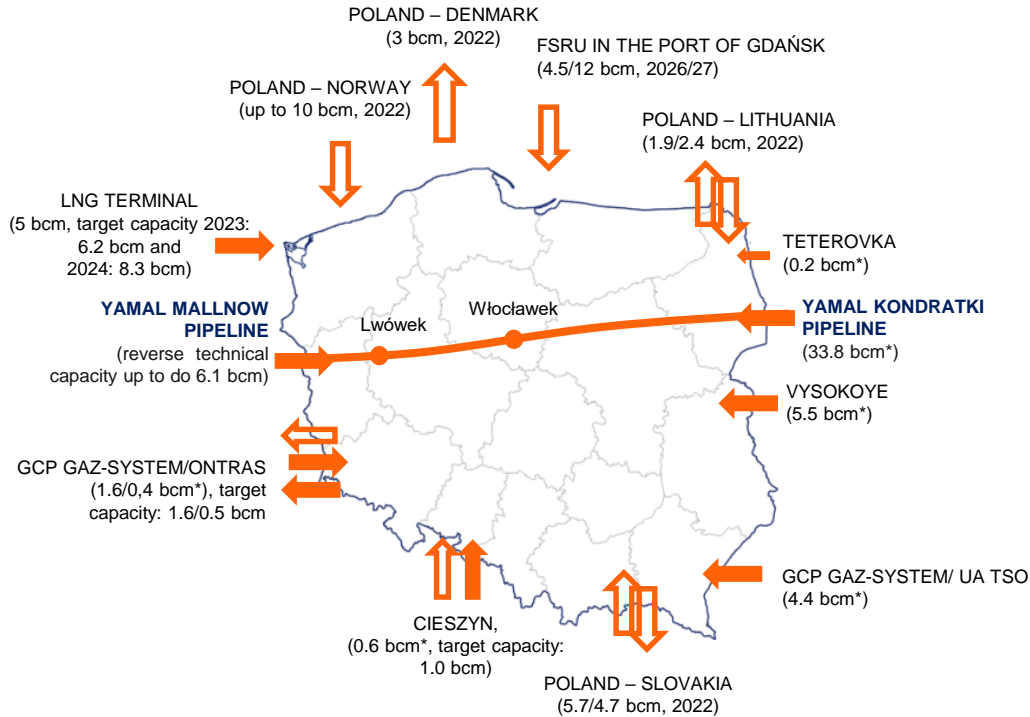 POLAND – DENMARK
(3 bcm, 2022)
FSRU IN THE PORT OF GDAŃSK
(4.5/12 bcm, 2026/27)
POLAND – NORWAY
(up to 10 bcm, 2022)
POLAND – LITHUANIA
(1.9/2.4 bcm, 2022)
LNG TERMINAL
(5 bcm, target capacity 2023:
6.2 bcm and
2024: 8.3 bcm)
TETEROVKA
(0.2 bcm*)
YAMAL MALLNOW
PIPELINE
(reverse technical
capacity up to do 6.1 bcm)
Lwówek
Włocławek
YAMAL KONDRATKI
PIPELINE
(33.8 bcm*)
VYSOKOYE
(5.5 bcm*)
GCP GAZ-SYSTEM/ONTRAS
(1.6/0,4 bcm*), target
capacity: 1.6/0.5 bcm
GCP GAZ-SYSTEM/ UA TSO
(4.4 bcm*)
CIESZYN,
(0.6 bcm*, target capacity:
1.0 bcm)
POLAND – SLOVAKIA
(5.7/4.7 bcm, 2022)